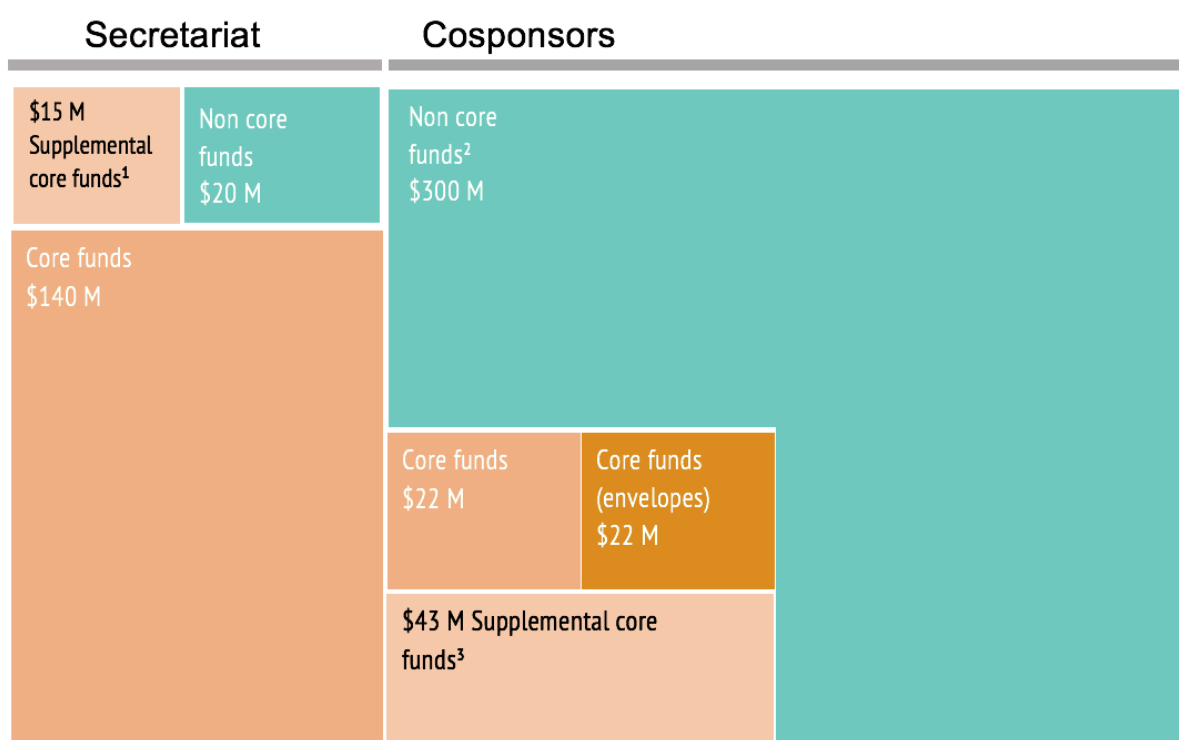 Secretariat
Cosponsors
$15 M
Supplemental
core funds¹
Non core
funds
$20 M
Non core
funds²
$300 M
Core funds
$140 M
Core funds
$22 M
Core funds
(envelopes)
$22 M
$43 M Supplemental core
funds³